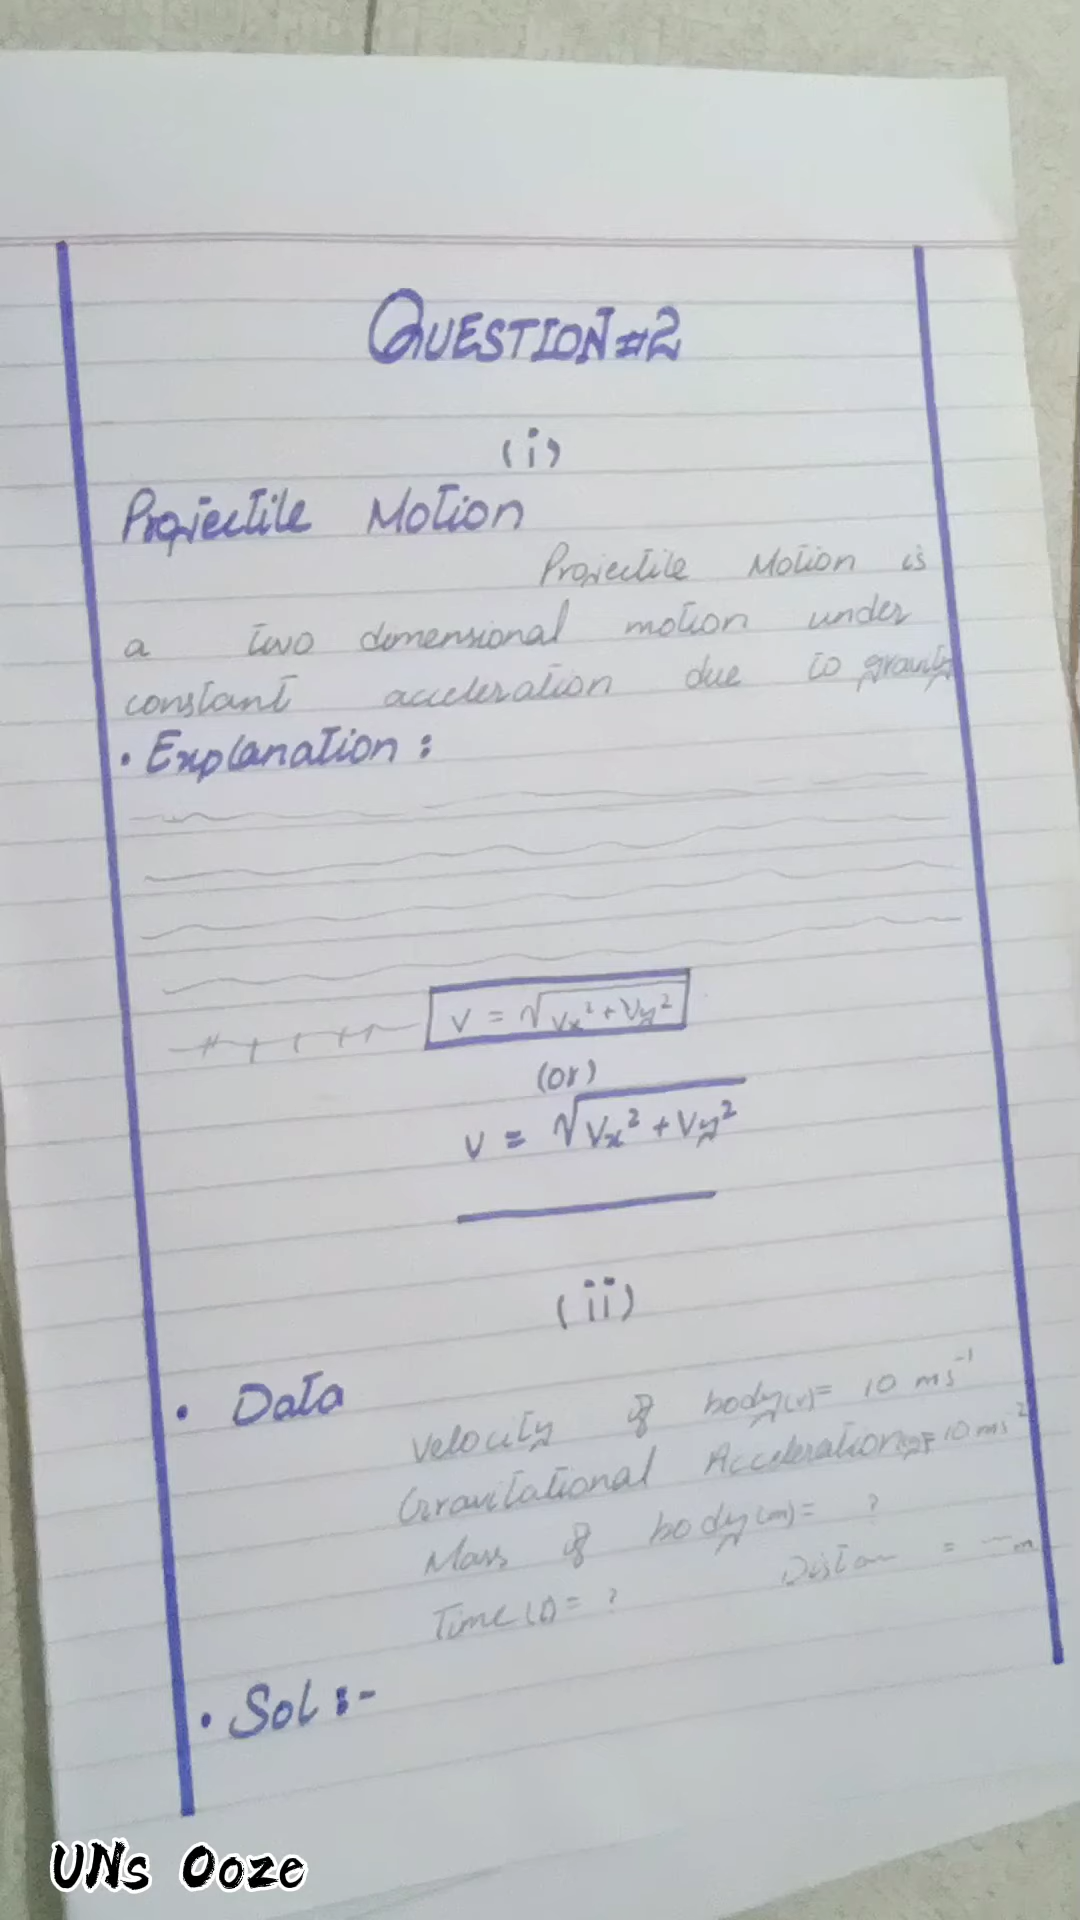 QUESTION#2
(i)
Projectile Motion
Projectile Motion is
a two dimensional motion under
constant acceleration due to gravity
• Explanation :
V = √Vx² + Vy²
(or)
V = √Vx² + Vy²
(ii)
• Data
Velocity of body(v)= 10 ms⁻¹
Gravitational Acceleration(g)= 10 ms⁻²
Mass of body(m)= ?
Time(t)= ?
= m
• Sol :-
UNs Ooze